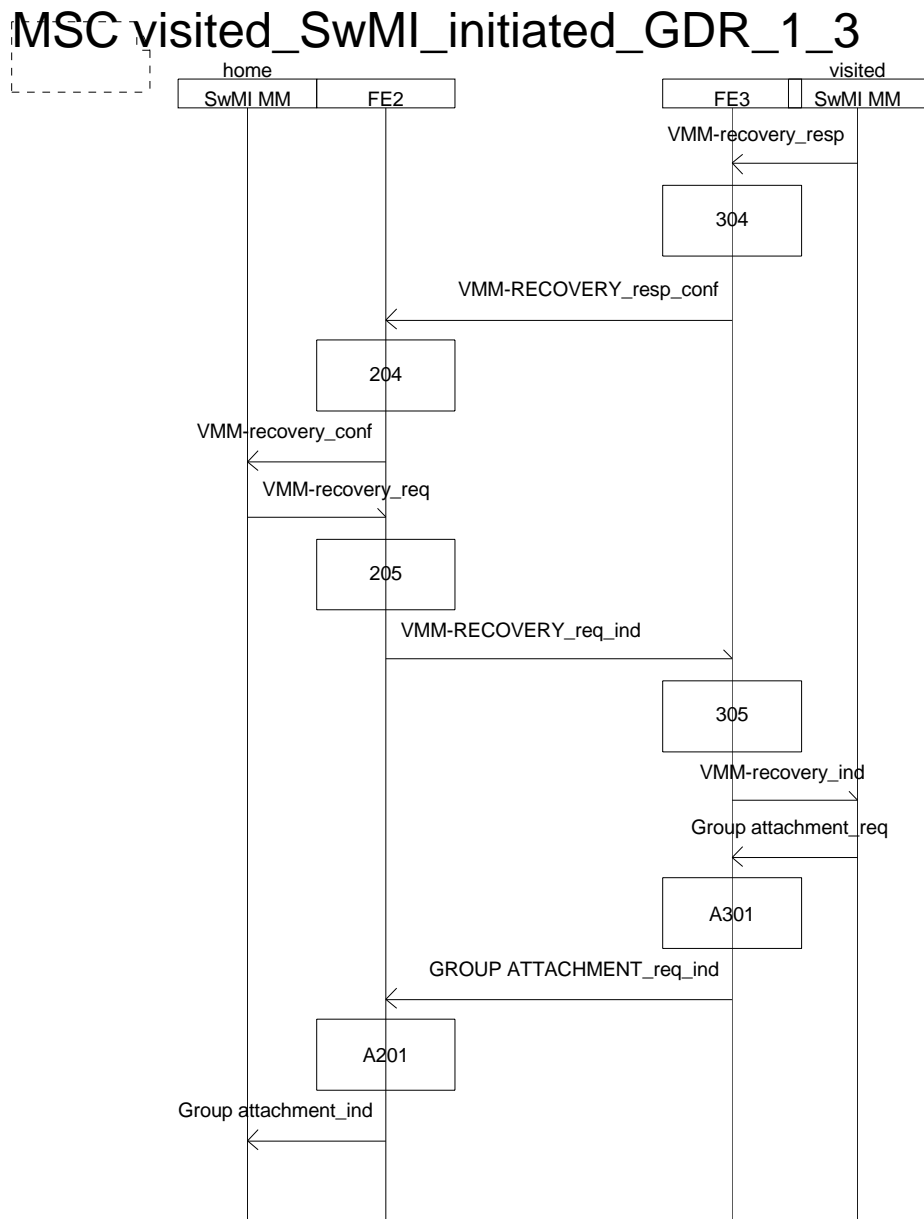 MSC visited_SwMI_initiated_GDR_1_3
home
visited
SwMI MM
FE2
FE3
SwMI MM
VMM-recovery_resp
304
VMM-RECOVERY_resp_conf
204
VMM-recovery_conf
VMM-recovery_req
205
VMM-RECOVERY_req_ind
305
VMM-recovery_ind
Group attachment_req
A301
GROUP ATTACHMENT_req_ind
A201
Group attachment_ind